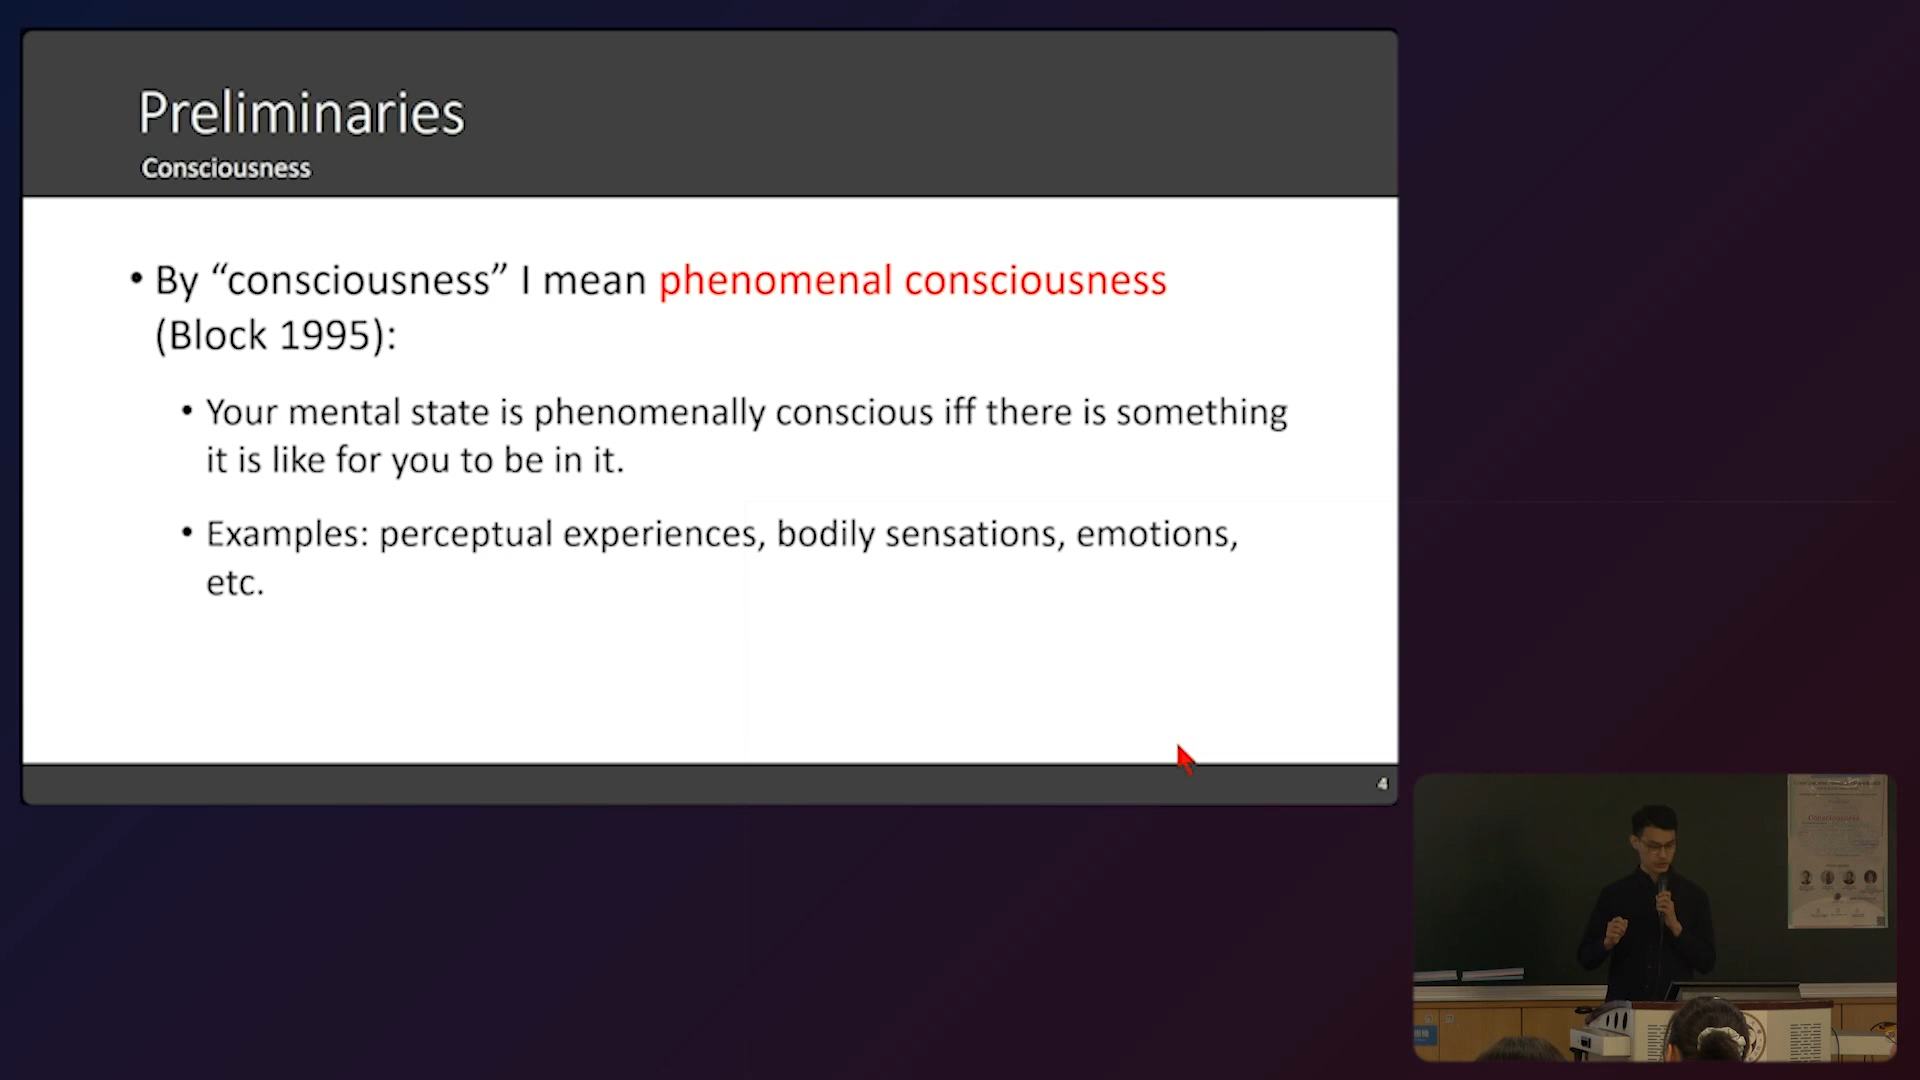 Preliminaries
Consciousness
• By “consciousness” I mean phenomenal consciousness
(Block 1995):
• Your mental state is phenomenally conscious iff there is something
it is like for you to be in it.
• Examples: perceptual experiences, bodily sensations, emotions,
etc.
4
Consciousness